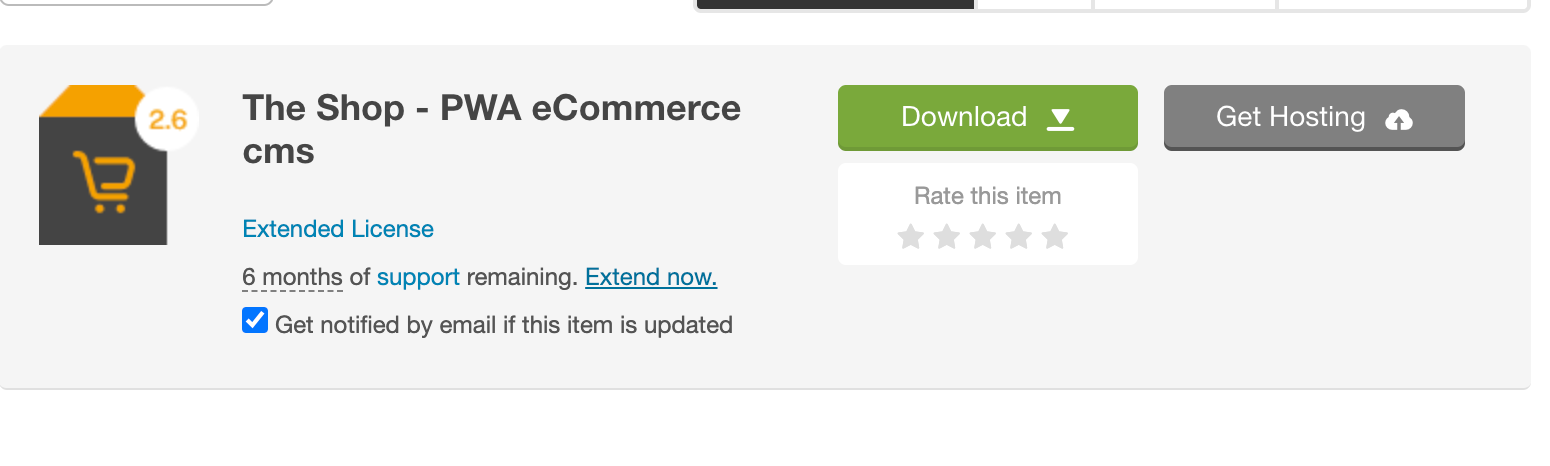 2.6
The Shop - PWA eCommerce
cms
Extended License
6 months of support remaining. Extend now.
Get notified by email if this item is updated
Download
Rate this item
Get Hosting